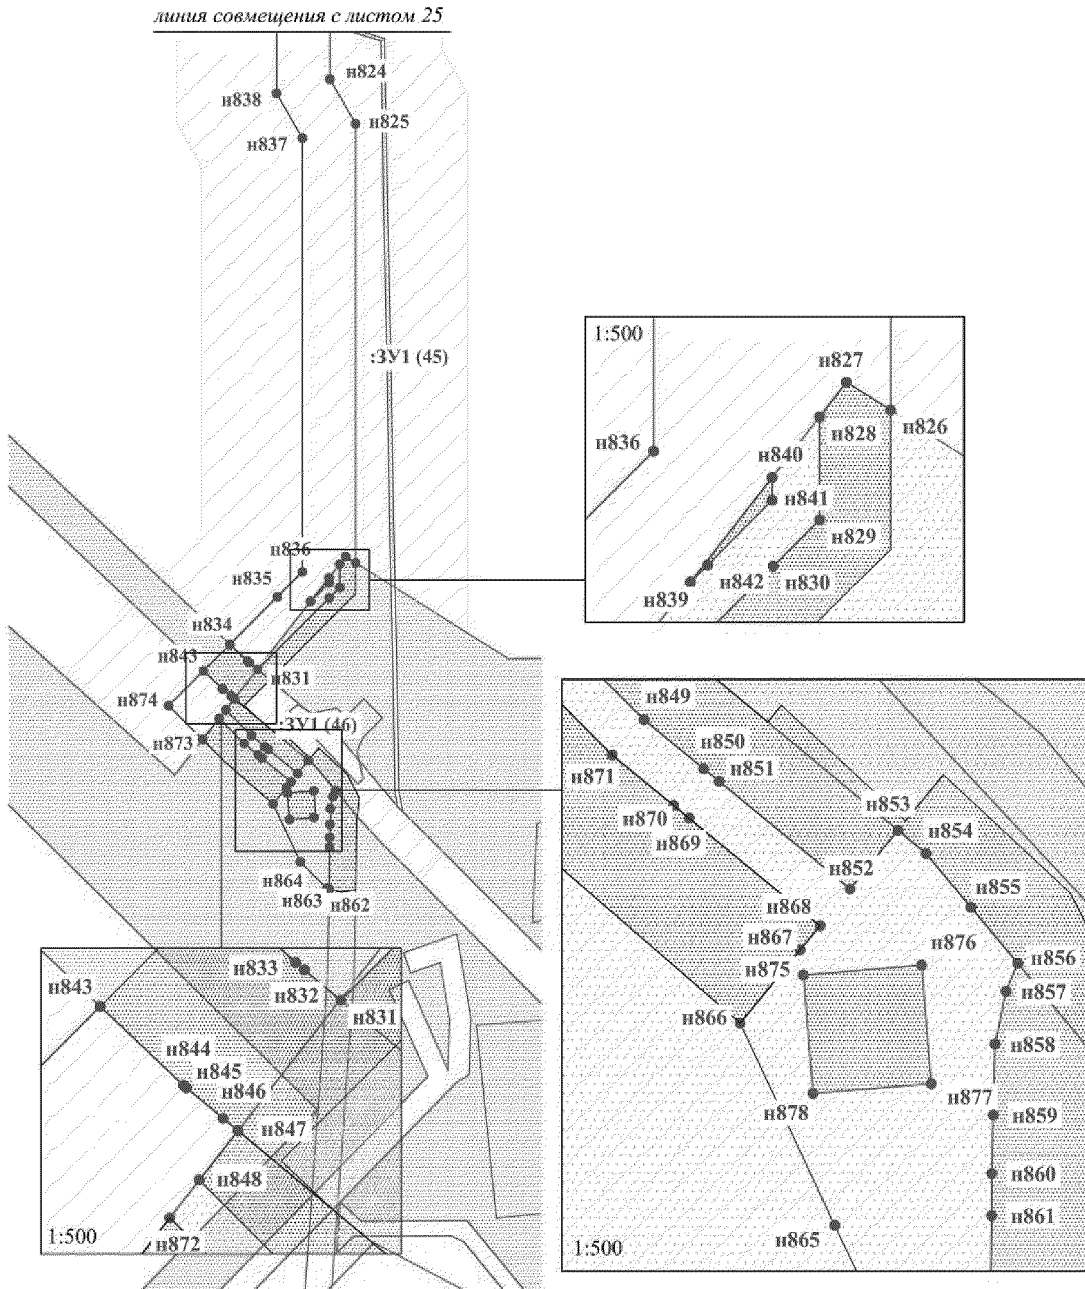 линия совмещения с листом 25
н824
н838
н825
н837
:ЗУ1 (45)
1:500
н827
н826
н828
н836
н840
н841
н829
н842
н830
н839
н836
н835
н834
н843
н831
н874
:ЗУ1 (46)
н873
н864
н863
н862
н849
н850
н871
н851
н853
н870
н854
н869
н852
н855
н868
н867
н876
н875
н856
н857
н866
н858
н877
н878
н859
н860
н861
н865
1:500
н833
н843
н832
н831
н844
н845
н846
н847
н848
н872
1:500